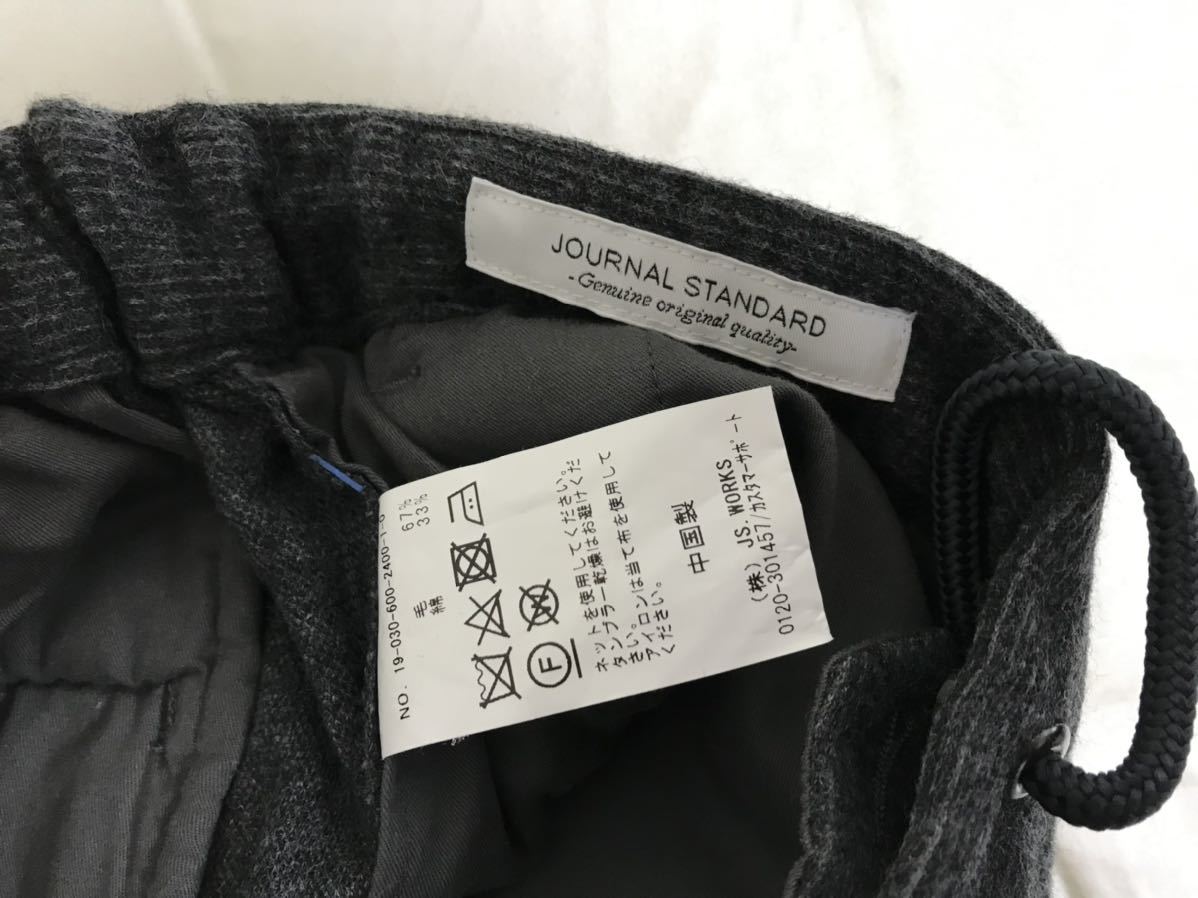 JOURNAL STANDARD
-Genuine original quality-
NO. 19-030-600-2400-1-0
毛 67%
綿 33%
F
ネットを使用してください。
タンブラー乾燥はお避けくだ
さい。
アイロンは当て布を使用して
ください。
中国製
(株) JS.WORKS
0120-301457/カスタマーサポート